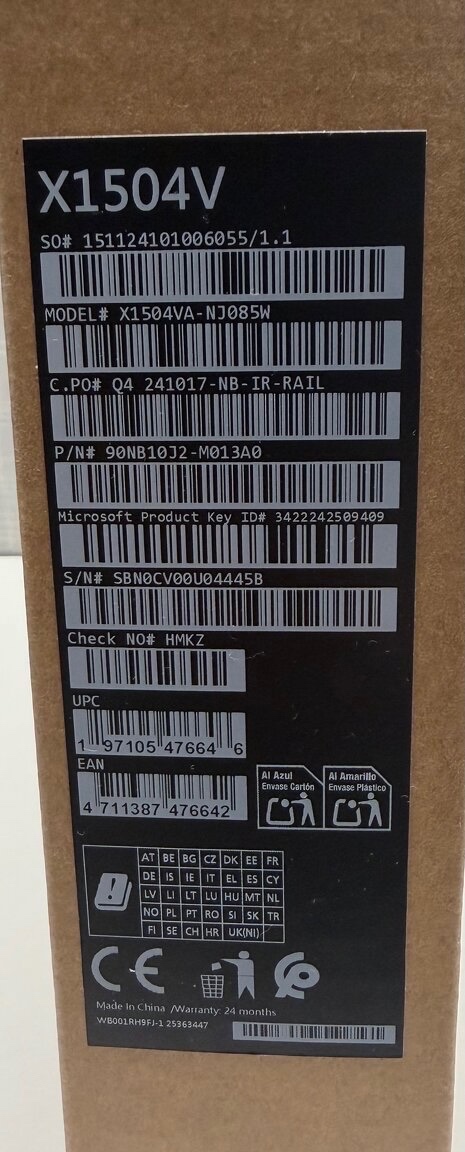 X1504V
SO# 151124101006055/1.1
MODEL# X1504VA-NJ085W
C.PO# Q4 241017-NB-IR-RAIL
P/N# 90NB10J2-M013A0
Microsoft Product Key ID# 3422242509409
S/N# SBN0CV00U04445B
Check NO# HMKZ
UPC
1 97105 47664 6
EAN
4 711387 476642
Al Azul
Envase Cartón
Al Amarillo
Envase Plástico
AT BE BG CZ DK EE FR
DE IS IE IT EL ES CY
LV LI LT LU HU MT NL
NO PL PT RO SI SK TR
FI SE CH HR UK(NI)
CE
Made In China /Warranty: 24 months
WB001RH9FJ-1 25363447